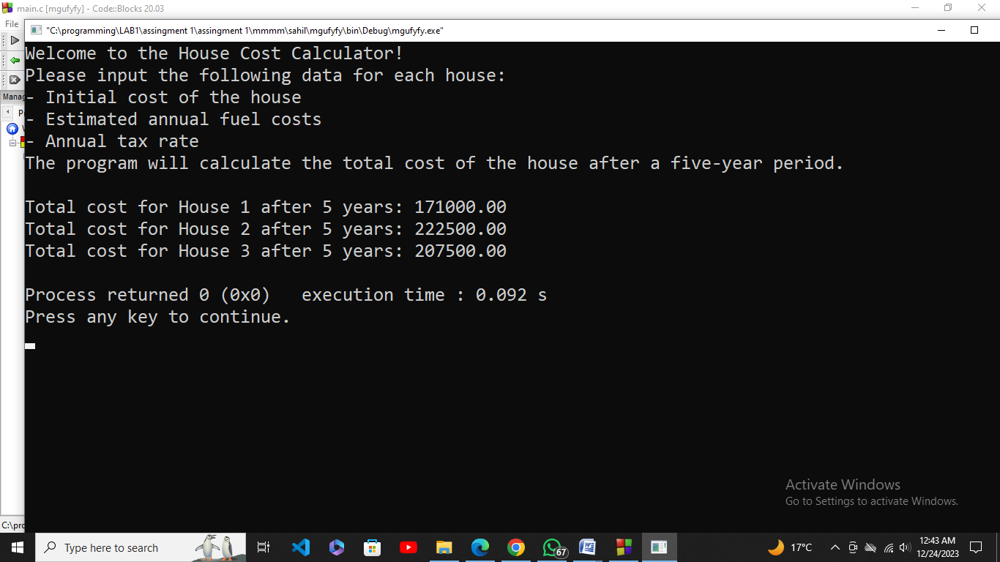 main.c [mgufyfy] - Code::Blocks 20.03
File
"C:\programming\LAB1\assingment 1\assingment 1\mmmm\sahil\mgufyfy\bin\Debug\mgufyfy.exe"
Welcome to the House Cost Calculator!
Please input the following data for each house:
- Initial cost of the house
Manag
- Estimated annual fuel costs
- Annual tax rate
The program will calculate the total cost of the house after a five-year period.
Total cost for House 1 after 5 years: 171000.00
Total cost for House 2 after 5 years: 222500.00
Total cost for House 3 after 5 years: 207500.00
Process returned 0 (0x0)   execution time : 0.092 s
Press any key to continue.
Activate Windows
Go to Settings to activate Windows.
C:\pro
Type here to search
67
17°C
12:43 AM
12/24/2023